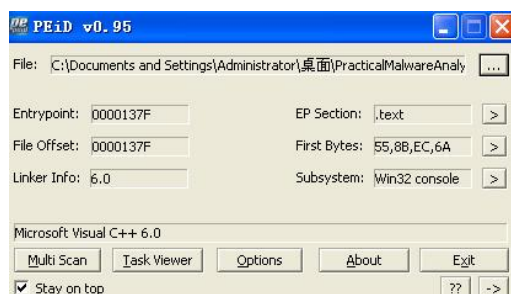 PEiD v0.95
File: C:\Documents and Settings\Administrator\桌面\PracticalMalwareAnaly ...
Entrypoint: 0000137F EP Section: .text >
File Offset: 0000137F First Bytes: 55,8B,EC,6A >
Linker Info: 6.0 Subsystem: Win32 console >
Microsoft Visual C++ 6.0
Multi Scan Task Viewer Options About Exit
Stay on top ?? ->